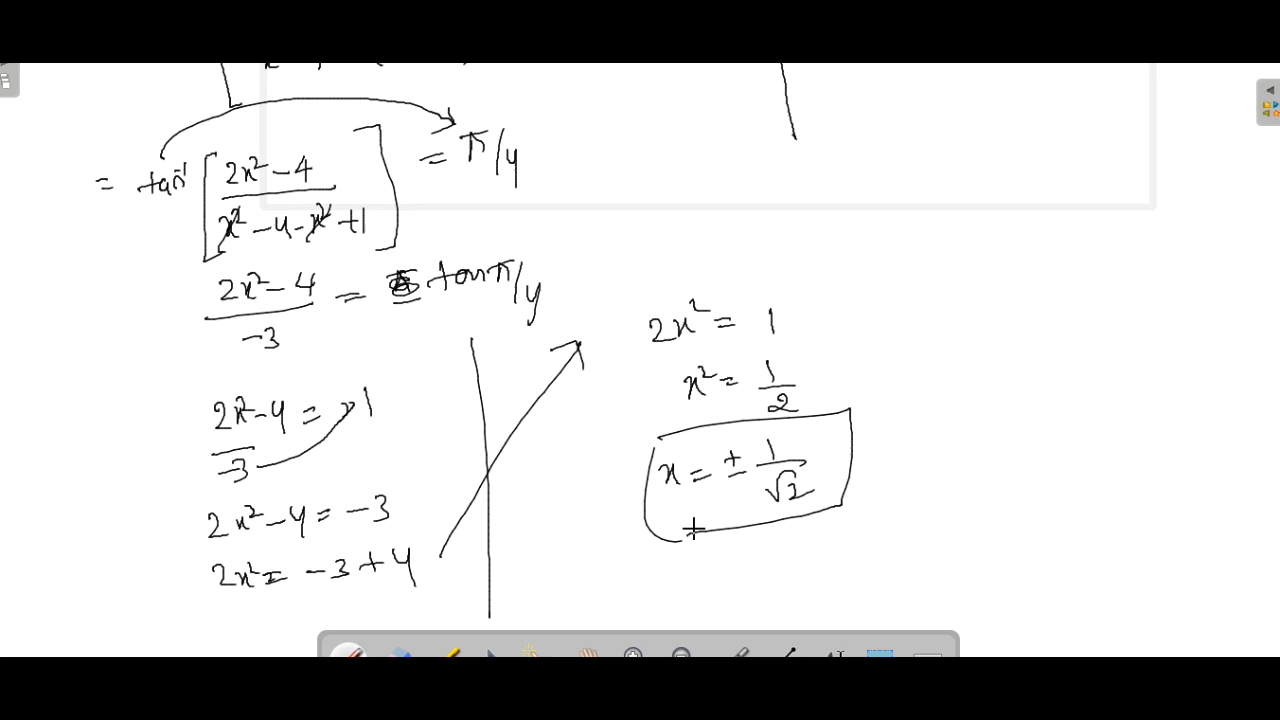 = tan⁻¹ [ (2x² - 4) / (x² - 4 - x² + 1) ] = π/4
(2x² - 4) / -3 = tan π/4
(2x² - 4) / -3 = 1
2x² - 4 = -3
2x² = -3 + 4
2x² = 1
x² = 1/2
x = ± 1/√2